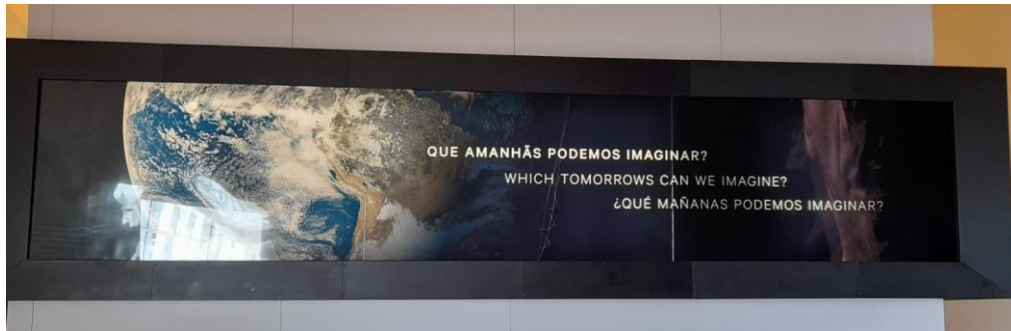 QUE AMANHÃS PODEMOS IMAGINAR?
WHICH TOMORROWS CAN WE IMAGINE?
¿QUÉ MAÑANAS PODEMOS IMAGINAR?